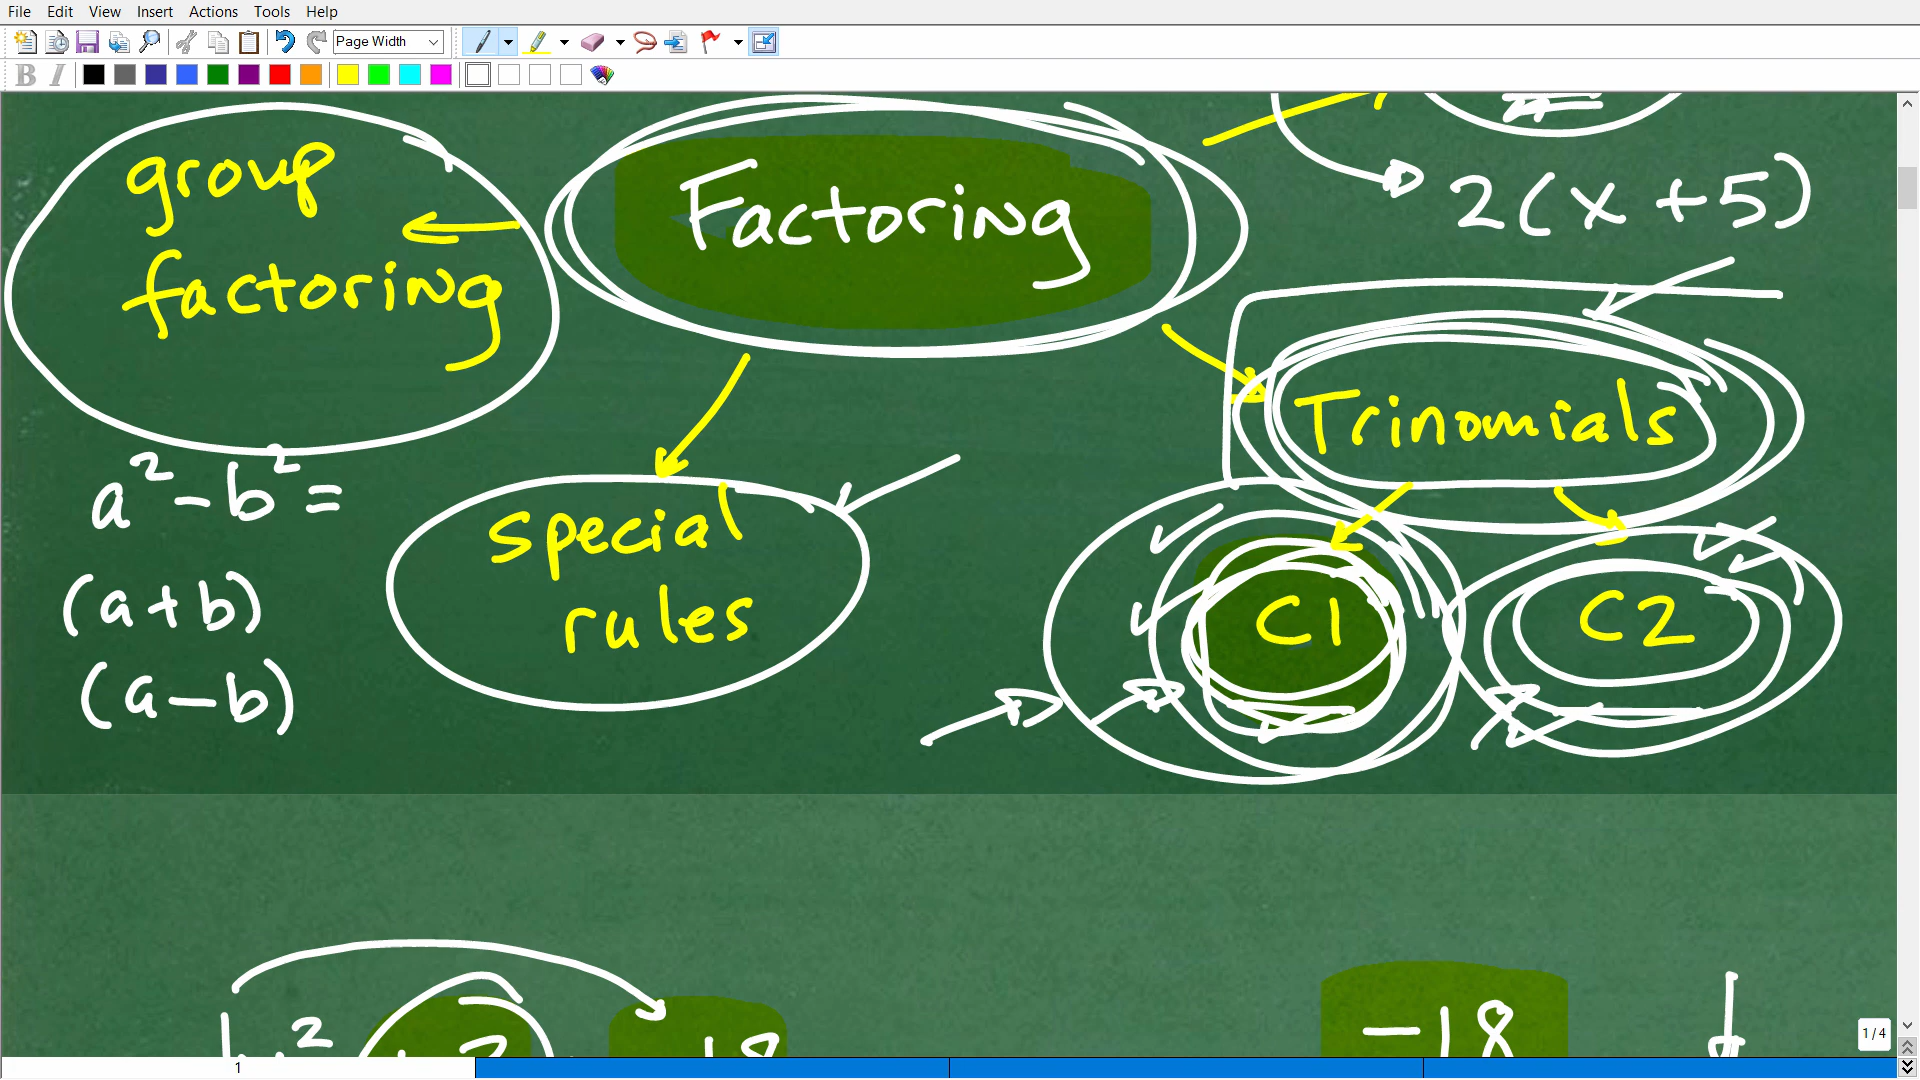 File Edit View Insert Actions Tools Help
Page Width
B I
group
factoring
Factoring
2(x+5)
Trinomials
a²-b²=
(a+b)
(a-b)
special
rules
C1
C2
-18
1/4
1